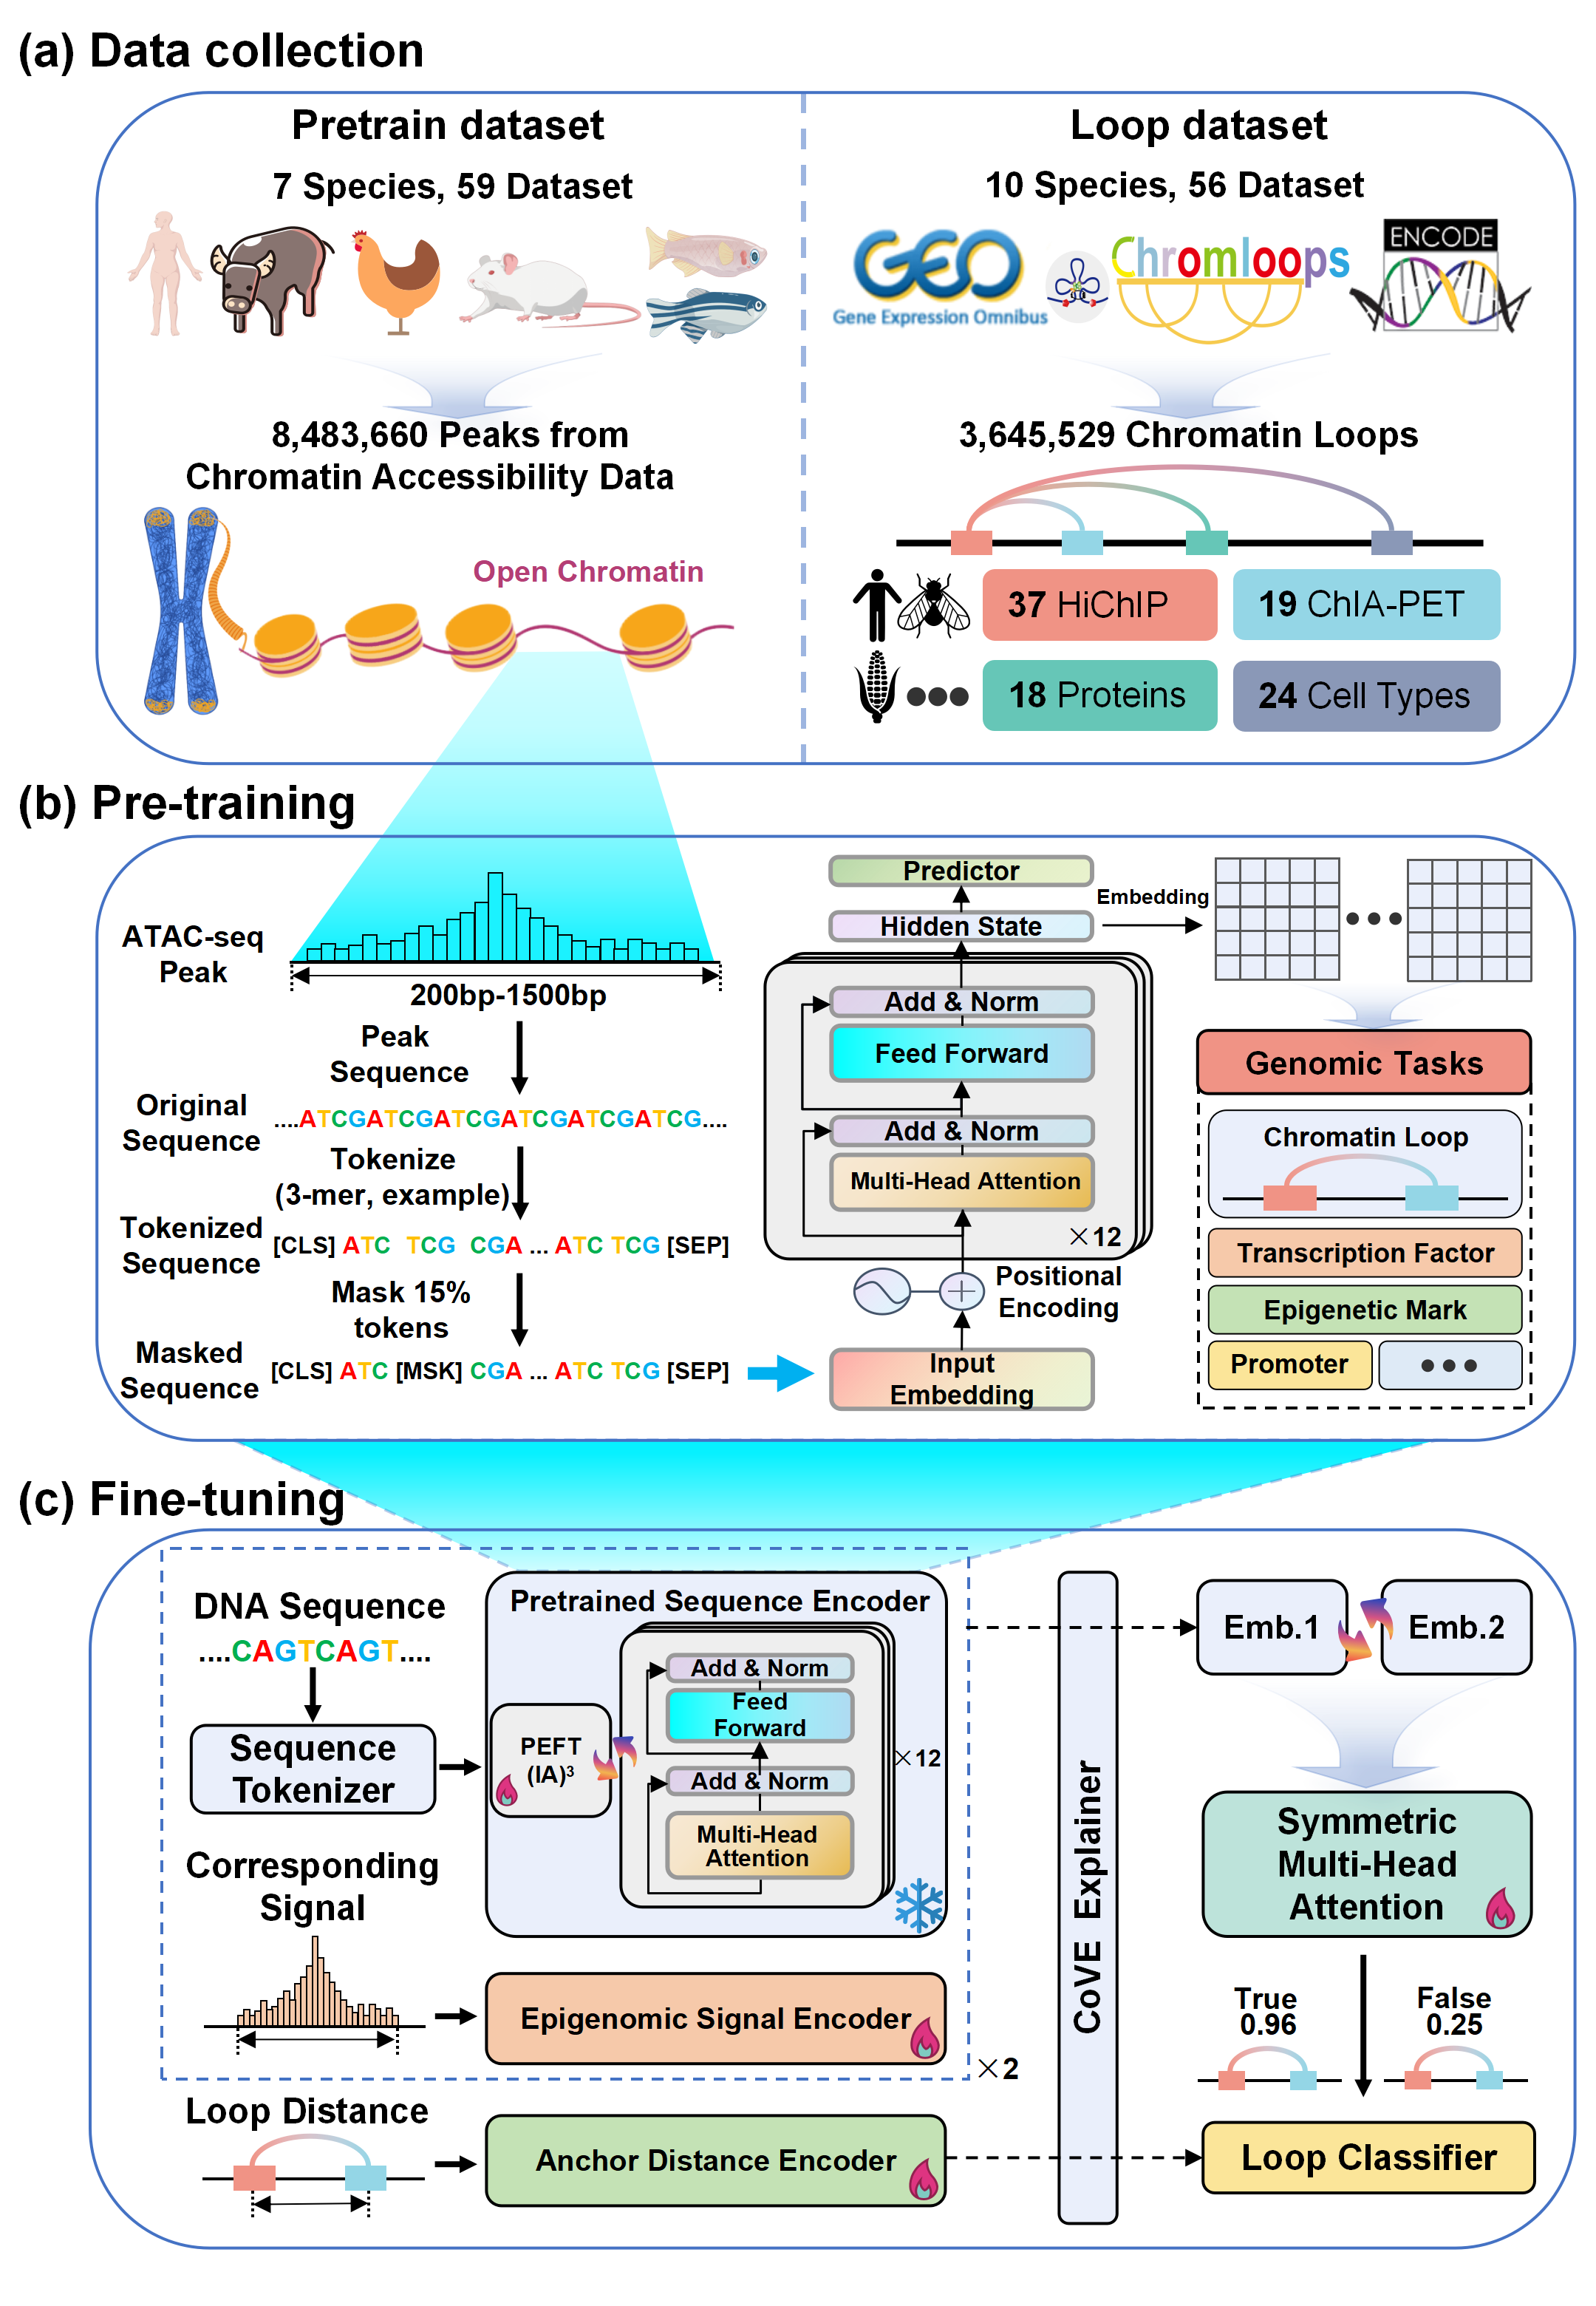 (a) Data collection
Pretrain dataset
7 Species, 59 Dataset
8,483,660 Peaks from
Chromatin Accessibility Data
Open Chromatin
Loop dataset
10 Species, 56 Dataset
GEO
Gene Expression Omnibus
Chromloops
ENCODE
3,645,529 Chromatin Loops
37 HiChIP
19 ChIA-PET
18 Proteins
24 Cell Types
(b) Pre-training
ATAC-seq
Peak
200bp-1500bp
Peak
Sequence
Original
Sequence
....ATCGATCGATCGATCGATCGATCG....
Tokenize
(3-mer, example)
Tokenized
Sequence
[CLS] ATC TCG CGA ... ATC TCG [SEP]
Mask 15%
tokens
Masked
Sequence
[CLS] ATC [MSK] CGA ... ATC TCG [SEP]
Predictor
Hidden State
Add & Norm
Feed Forward
Add & Norm
Multi-Head Attention
×12
Positional
Encoding
Input
Embedding
Embedding
Genomic Tasks
Chromatin Loop
Transcription Factor
Epigenetic Mark
Promoter
(c) Fine-tuning
DNA Sequence
....CAGTCAGT....
Sequence
Tokenizer
Corresponding
Signal
Loop Distance
Pretrained Sequence Encoder
PEFT
(IA)³
Add & Norm
Feed
Forward
Add & Norm
Multi-Head
Attention
×12
Epigenomic Signal Encoder
×2
Anchor Distance Encoder
CoVE Explainer
Emb.1
Emb.2
Symmetric
Multi-Head
Attention
True
0.96
False
0.25
Loop Classifier